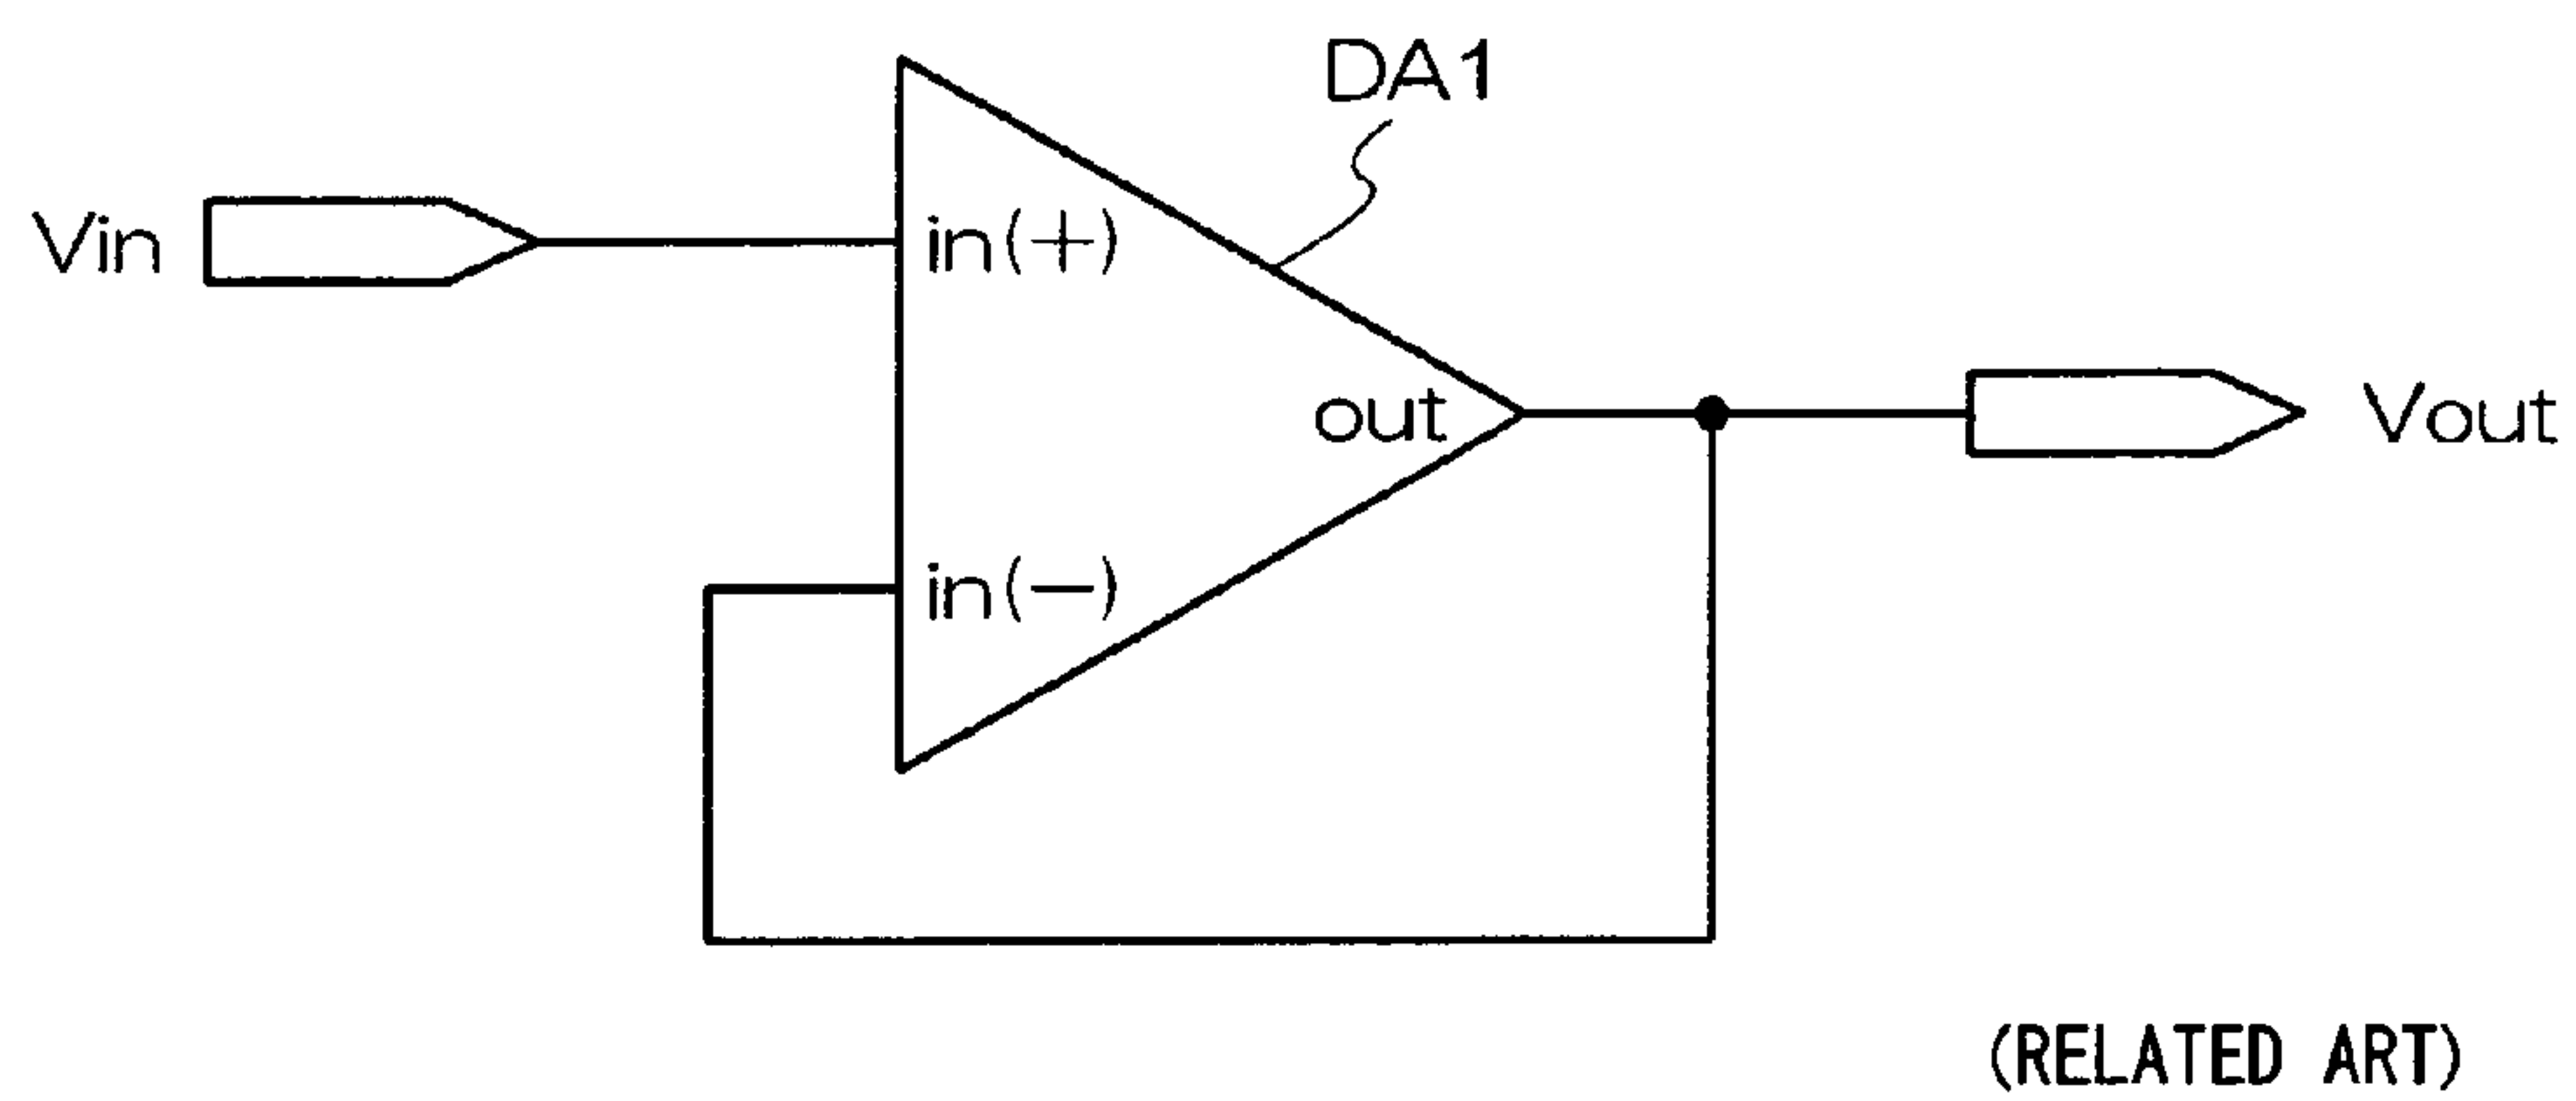 DA1
Vin
in(+)
out
Vout
in(-)
(RELATED ART)